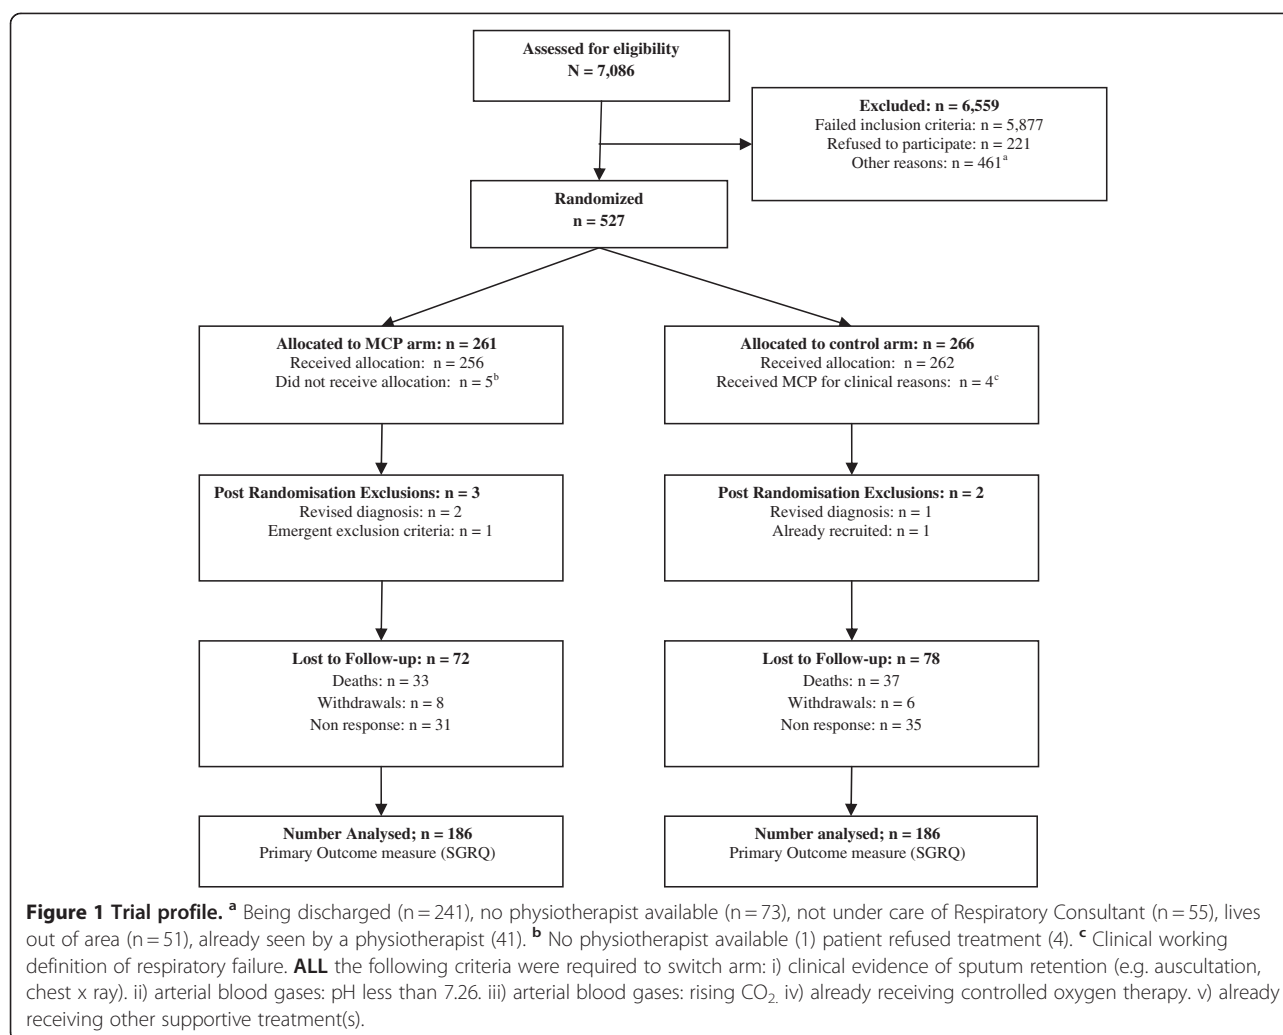 Assessed for eligibility
N = 7,086
Excluded: n = 6,559
Failed inclusion criteria: n = 5,877
Refused to participate: n = 221
Other reasons: n = 461a
Randomized
n = 527
Allocated to MCP arm: n = 261
Received allocation: n = 256
Did not receive allocation: n = 5b
Allocated to control arm: n = 266
Received allocation: n = 262
Received MCP for clinical reasons: n = 4c
Post Randomisation Exclusions: n = 3
Revised diagnosis: n = 2
Emergent exclusion criteria: n = 1
Post Randomisation Exclusions: n = 2
Revised diagnosis: n = 1
Already recruited: n = 1
Lost to Follow-up: n = 72
Deaths: n = 33
Withdrawals: n = 8
Non response: n = 31
Lost to Follow-up: n = 78
Deaths: n = 37
Withdrawals: n = 6
Non response: n = 35
Number Analysed; n = 186
Primary Outcome measure (SGRQ)
Number analysed; n = 186
Primary Outcome measure (SGRQ)
Figure 1 Trial profile. a Being discharged (n = 241), no physiotherapist available (n = 73), not under care of Respiratory Consultant (n = 55), lives
out of area (n = 51), already seen by a physiotherapist (41). b No physiotherapist available (1) patient refused treatment (4). c Clinical working
definition of respiratory failure. ALL the following criteria were required to switch arm: i) clinical evidence of sputum retention (e.g. auscultation,
chest x ray). ii) arterial blood gases: pH less than 7.26. iii) arterial blood gases: rising CO2. iv) already receiving controlled oxygen therapy. v) already
receiving other supportive treatment(s).